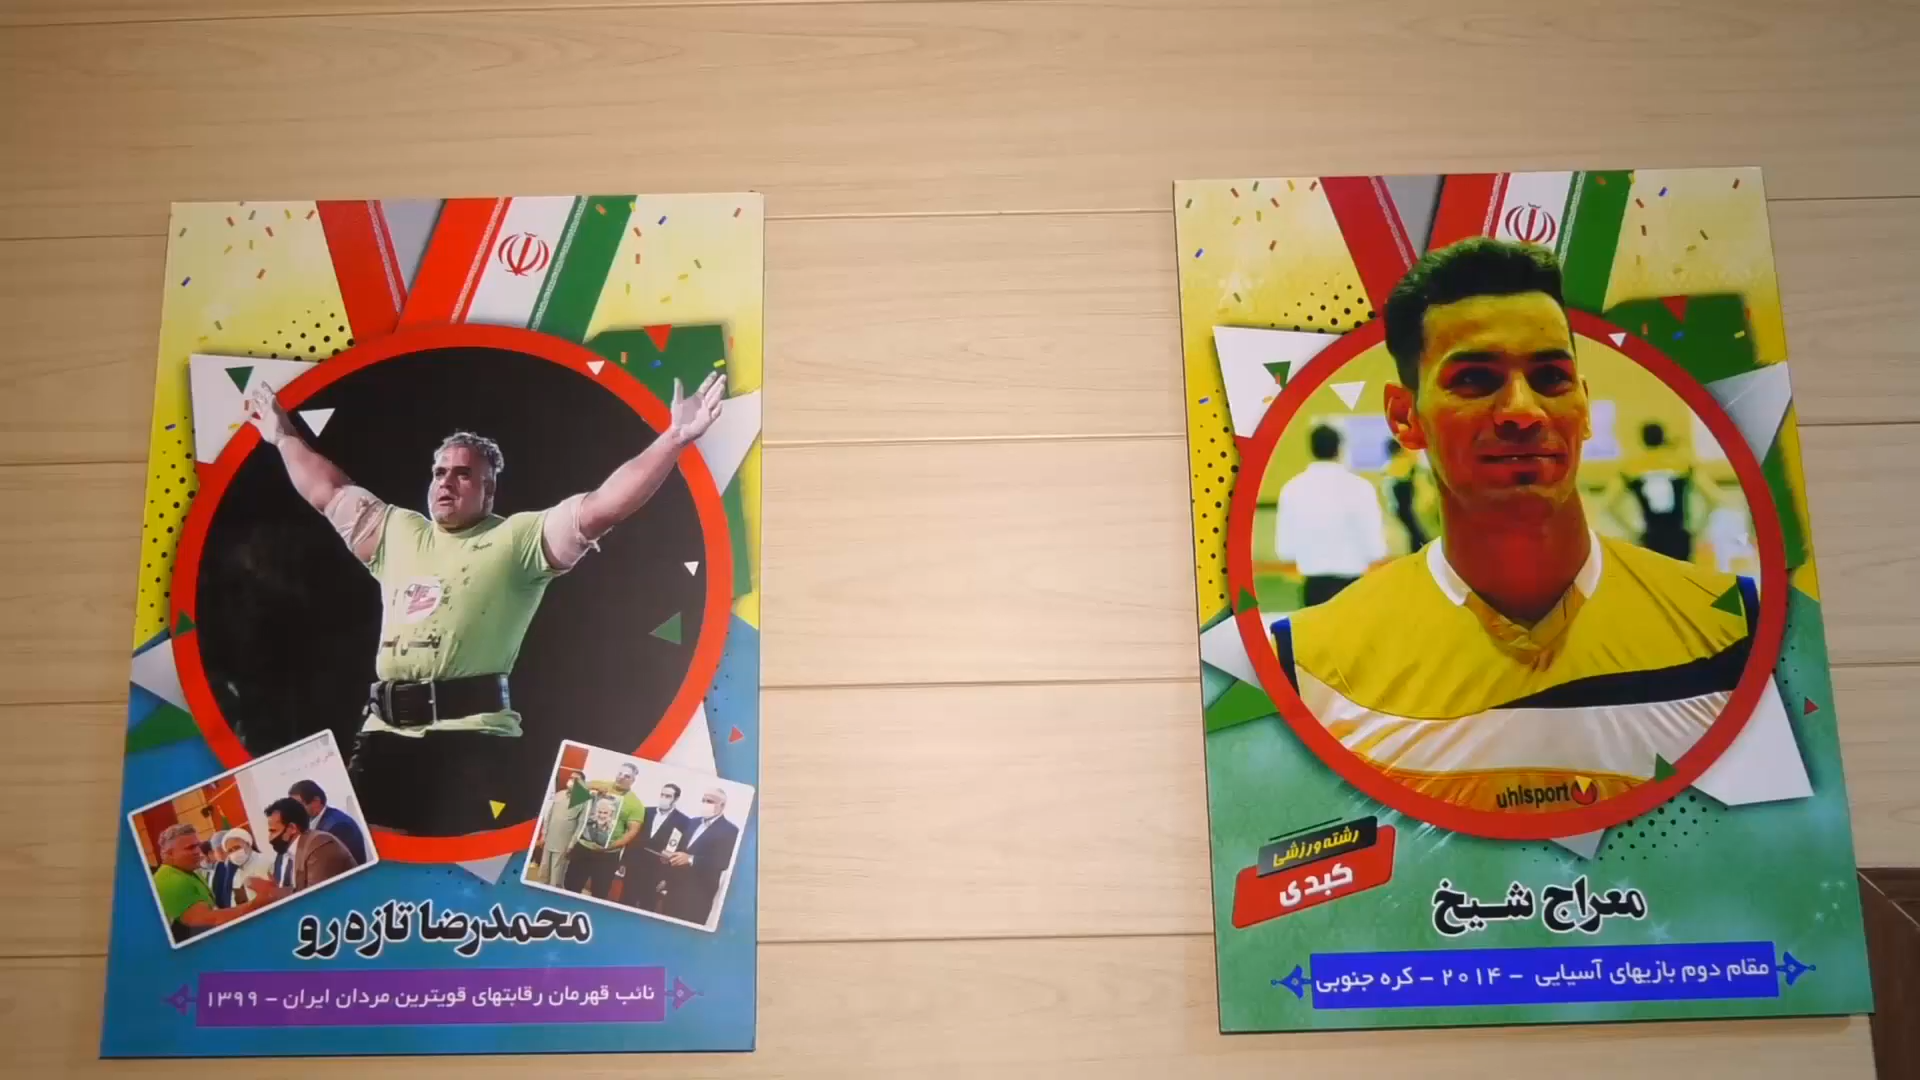 محمدرضا تازه رو
نائب قهرمان رقابتهای قویترین مردان ایران - ۱۳۹۹
uhlsport
رشته ورزشی
کبدی
معراج شیخ
مقام دوم بازیهای آسیایی - ۲۰۱۴ - کره جنوبی